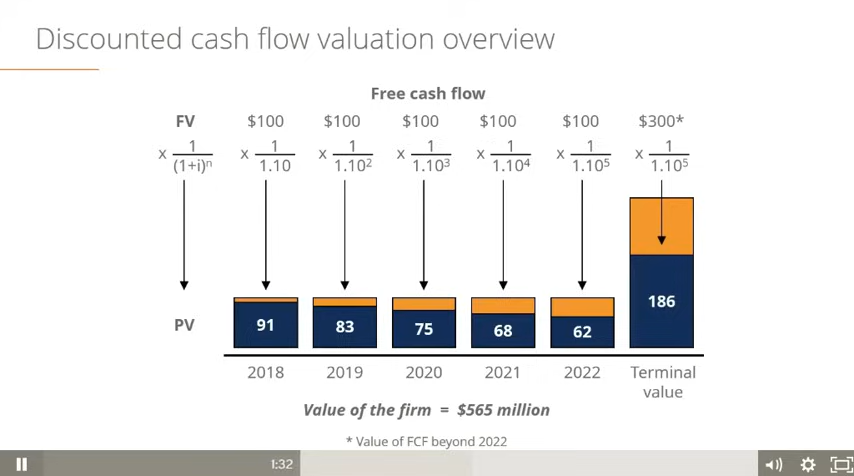 Discounted cash flow valuation overview
Free cash flow
FV $100 $100 $100 $100 $100 $300*
x 1/(1+i)ⁿ x 1/1.10 x 1/1.10² x 1/1.10³ x 1/1.10⁴ x 1/1.10⁵ x 1/1.10⁵
PV 91 83 75 68 62 186
2018 2019 2020 2021 2022 Terminal value
Value of the firm = $565 million
* Value of FCF beyond 2022
1:32